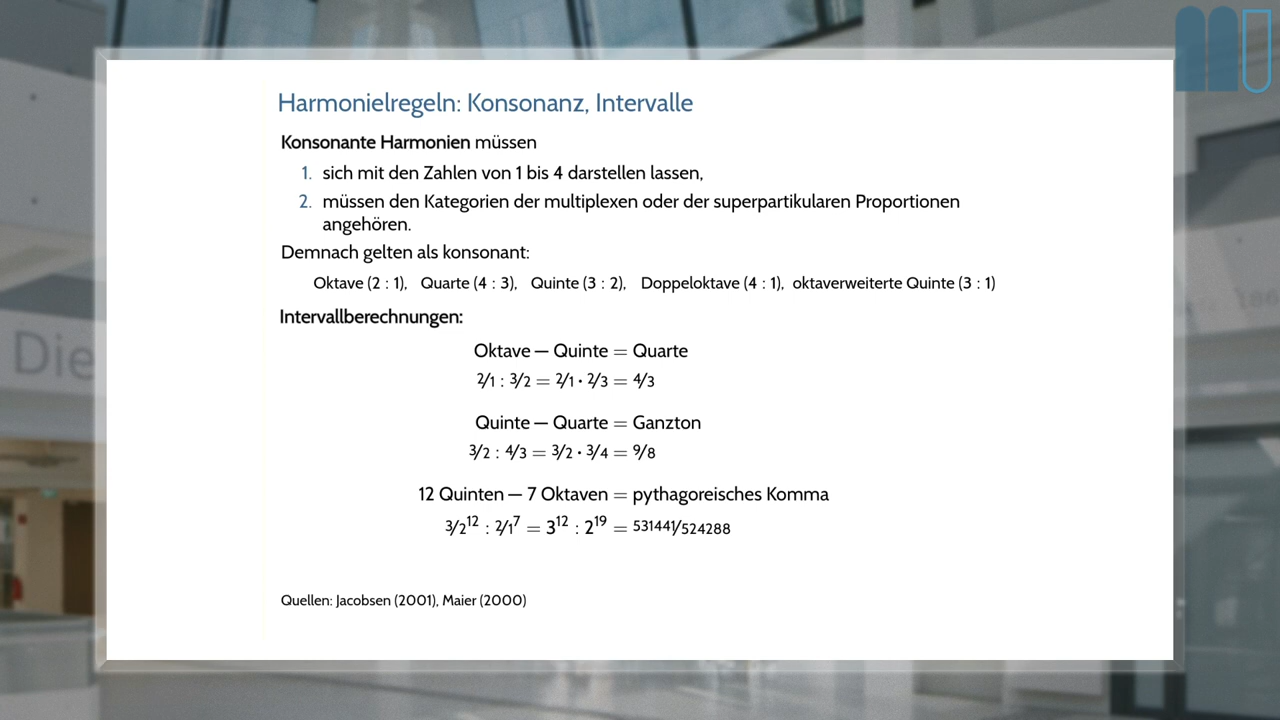 Harmonielregeln: Konsonanz, Intervalle
Konsonante Harmonien müssen
1. sich mit den Zahlen von 1 bis 4 darstellen lassen,
2. müssen den Kategorien der multiplexen oder der superpartikularen Proportionen
angehören.
Demnach gelten als konsonant:
Oktave (2 : 1), Quarte (4 : 3), Quinte (3 : 2), Doppeloktave (4 : 1), oktaverweiterte Quinte (3 : 1)
Intervallberechnungen:
Oktave — Quinte = Quarte
2/1 : 3/2 = 2/1 · 2/3 = 4/3
Quinte — Quarte = Ganzton
3/2 : 4/3 = 3/2 · 3/4 = 9/8
12 Quinten — 7 Oktaven = pythagoreisches Komma
3/2¹² : 2/1⁷ = 3¹² : 2¹⁹ = 531441/524288
Quellen: Jacobsen (2001), Maier (2000)
Die